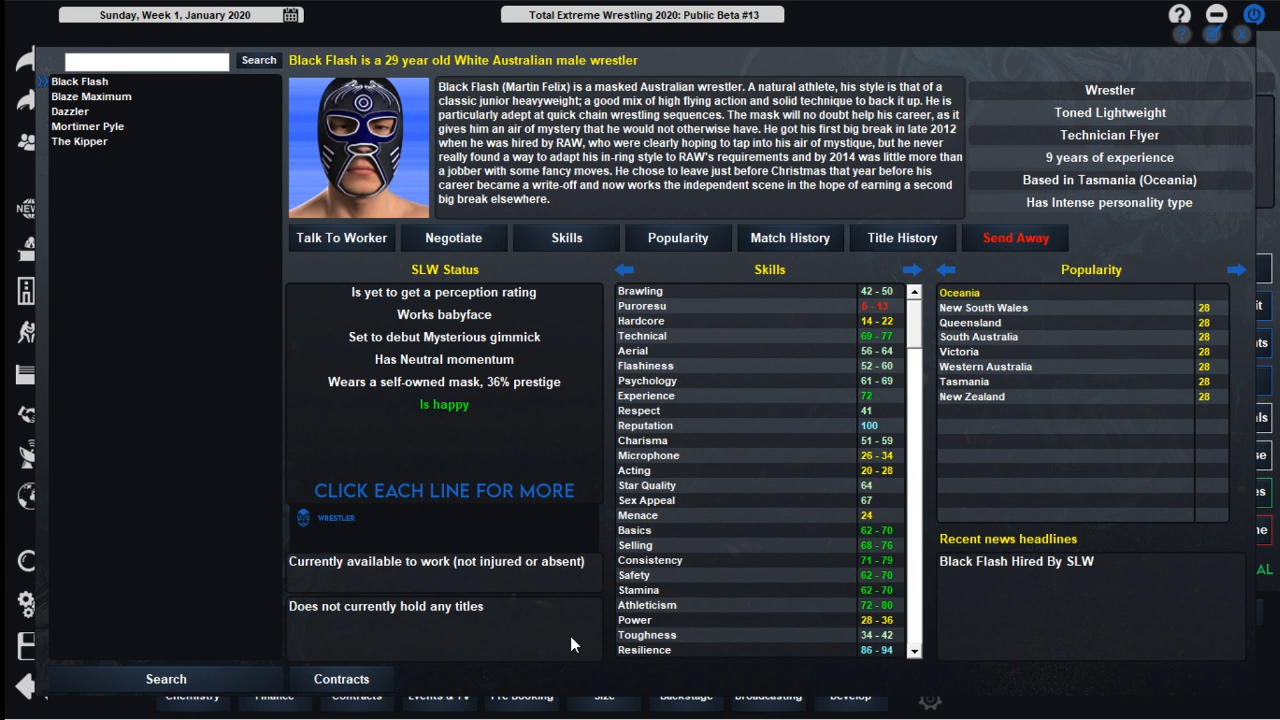 Sunday, Week 1, January 2020
Total Extreme Wrestling 2020: Public Beta #13
Search
Black Flash is a 29 year old White Australian male wrestler
Black Flash
Blaze Maximum
Dazzler
Mortimer Pyle
The Kipper
Black Flash (Martin Felix) is a masked Australian wrestler. A natural athlete, his style is that of a
classic junior heavyweight; a good mix of high flying action and solid technique to back it up. He is
particularly adept at quick chain wrestling sequences. The mask will no doubt help his career, as it
gives him an air of mystery that he would not otherwise have. He got his first big break in late 2012
when he was hired by RAW, who were clearly hoping to tap into his air of mystique, but he never
really found a way to adapt his in-ring style to RAW's requirements and by 2014 was little more than
a jobber with some fancy moves. He chose to leave just before Christmas that year before his
career became a write-off and now works the independent scene in the hope of earning a second
big break elsewhere.
Wrestler
Toned Lightweight
Technician Flyer
9 years of experience
Based in Tasmania (Oceania)
Has Intense personality type
Talk To Worker
Negotiate
Skills
Popularity
Match History
Title History
Send Away
SLW Status
Is yet to get a perception rating
Works babyface
Set to debut Mysterious gimmick
Has Neutral momentum
Wears a self-owned mask, 36% prestige
Is happy
CLICK EACH LINE FOR MORE
WRESTLER
Currently available to work (not injured or absent)
Does not currently hold any titles
Skills
Brawling 42 - 50
Puroresu 5 - 13
Hardcore 14 - 22
Technical 69 - 77
Aerial 56 - 64
Flashiness 52 - 60
Psychology 61 - 69
Experience 72
Respect 41
Reputation 100
Charisma 51 - 59
Microphone 26 - 34
Acting 20 - 28
Star Quality 64
Sex Appeal 67
Menace 24
Basics 62 - 70
Selling 68 - 76
Consistency 71 - 79
Safety 62 - 70
Stamina 62 - 70
Athleticism 72 - 80
Power 28 - 36
Toughness 34 - 42
Resilience 86 - 94
Popularity
Oceania
New South Wales 28
Queensland 28
South Australia 28
Victoria 28
Western Australia 28
Tasmania 28
New Zealand 28
Recent news headlines
Black Flash Hired By SLW
Search
Contracts
Chemistry
Finance
Contracts
Events & TV
Pre Booking
Size
Backstage
Broadcasting
Develop